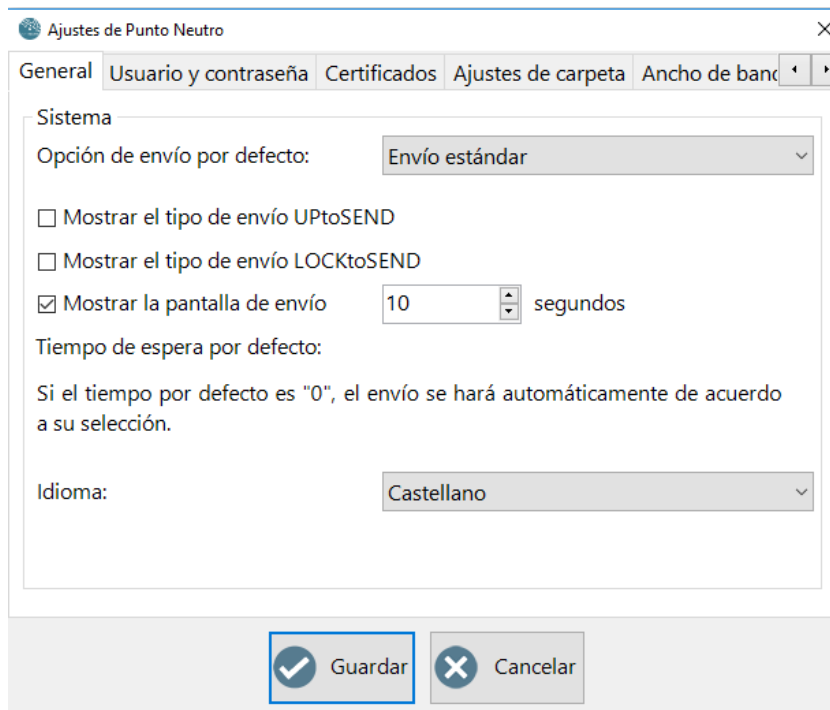 Ajustes de Punto Neutro
General Usuario y contraseña Certificados Ajustes de carpeta Ancho de banc
Sistema
Opción de envío por defecto: Envío estándar
Mostrar el tipo de envío UPtoSEND
Mostrar el tipo de envío LOCKtoSEND
Mostrar la pantalla de envío 10 segundos
Tiempo de espera por defecto:
Si el tiempo por defecto es "0", el envío se hará automáticamente de acuerdo
a su selección.
Idioma: Castellano
Guardar Cancelar